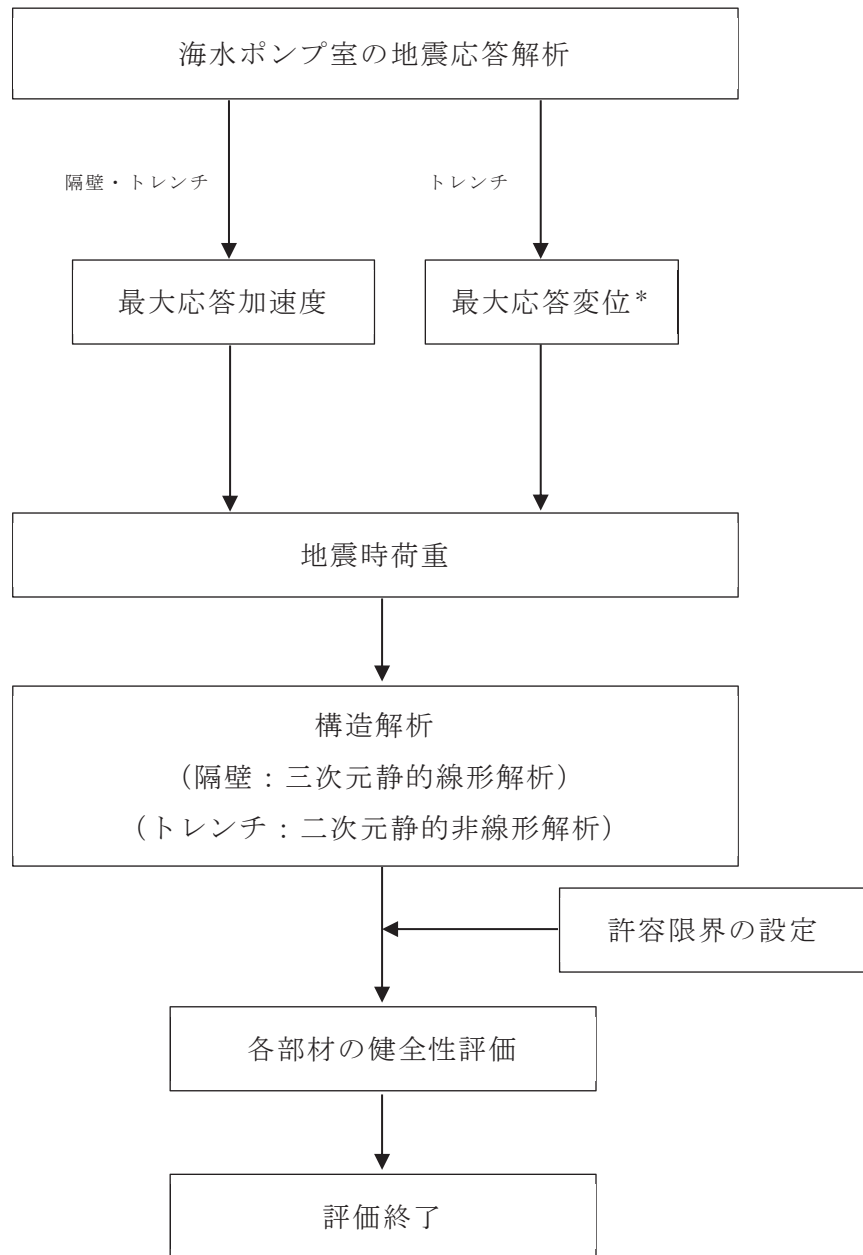 海水ポンプ室の地震応答解析
隔壁・トレンチ
トレンチ
最大応答加速度
最大応答変位*
地震時荷重
構造解析
(隔壁:三次元静的線形解析)
(トレンチ:二次元静的非線形解析)
許容限界の設定
各部材の健全性評価
評価終了